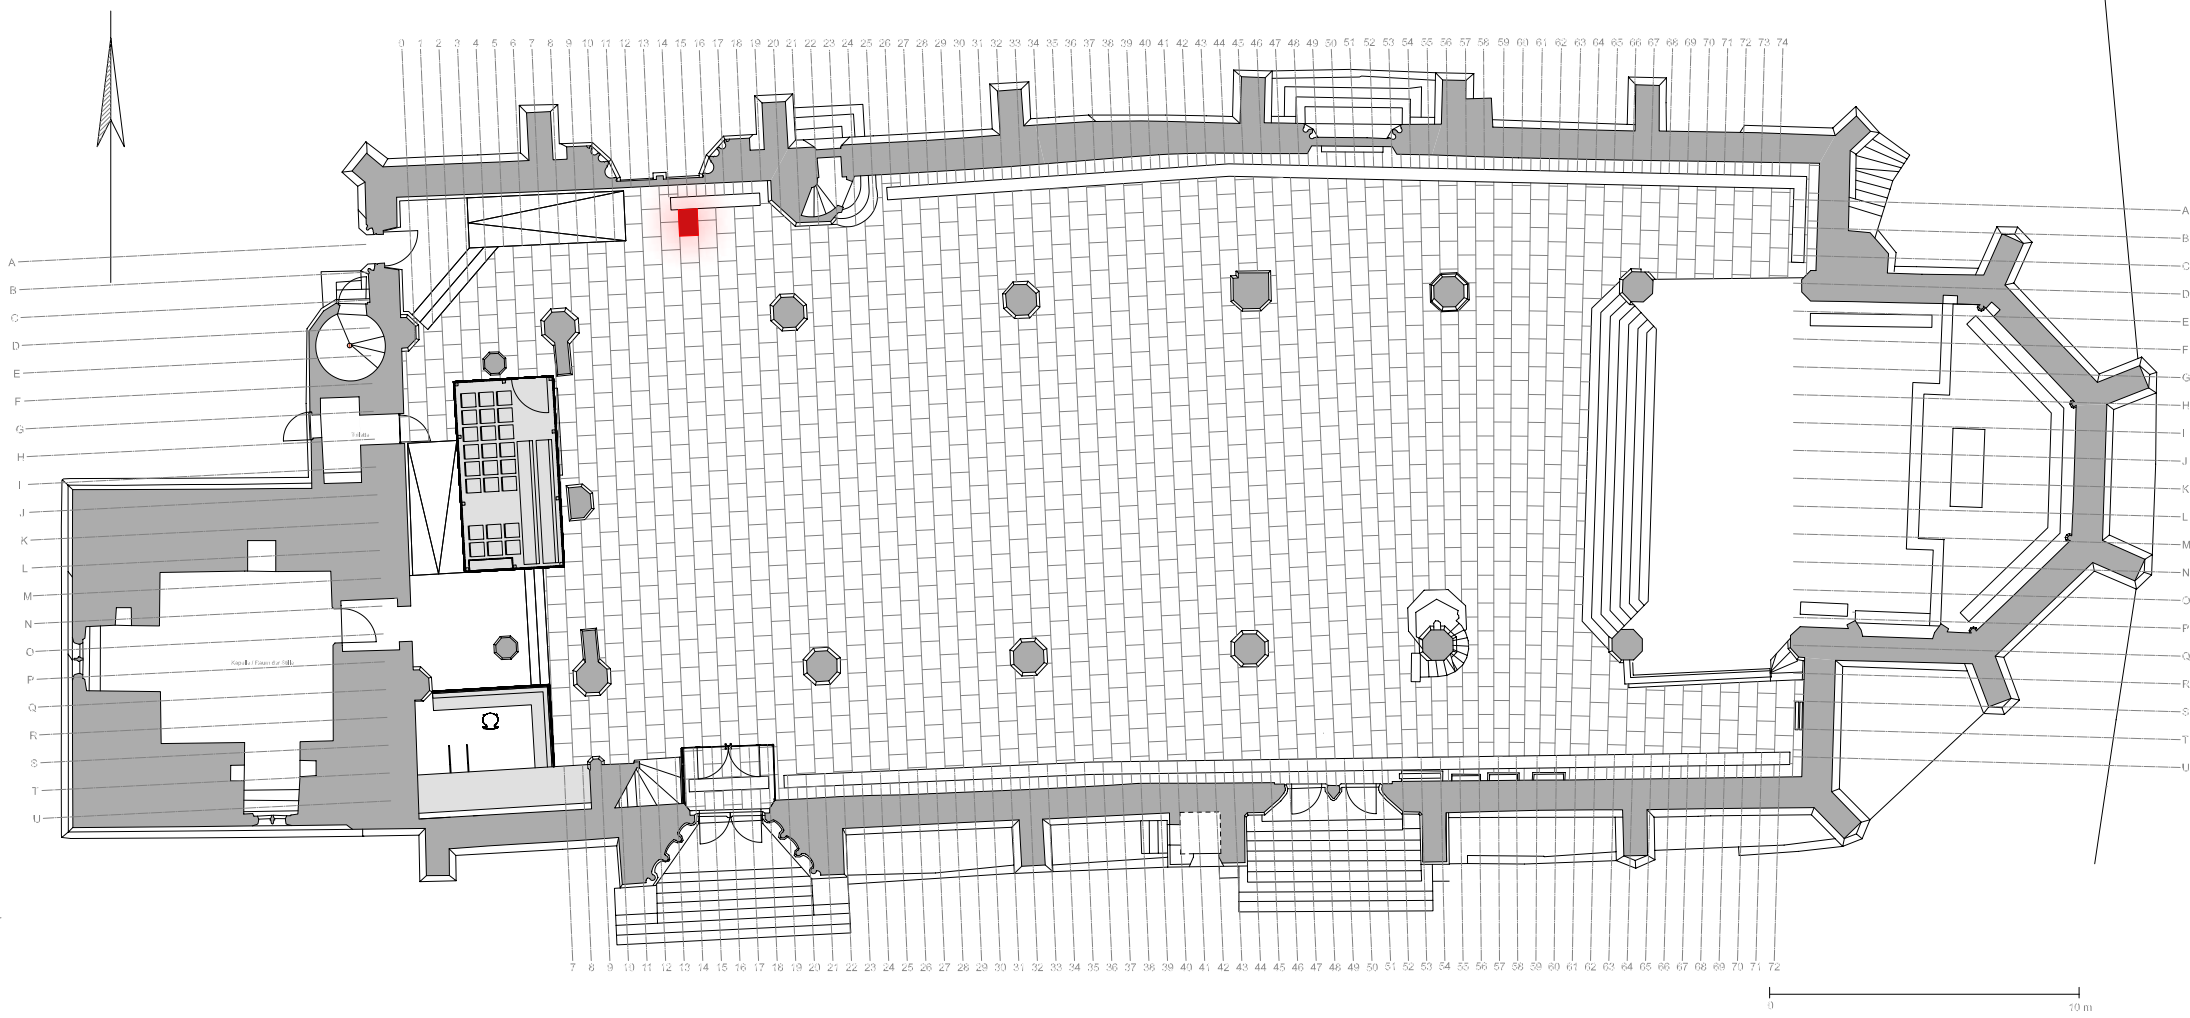 0 1 2 3 4 5 6 7 8 9 10 11 12 13 14 15 16 17 18 19 20 21 22 23 24 25 26 27 28 29 30 31 32 33 34 35 36 37 38 39 40 41 42 43 44 45 46 47 48 49 50 51 52 53 54 55 56 57 58 59 60 61 62 63 64 65 66 67 68 69 70 71 72 73 74
A
B
C
D
E
F
G
H
I
J
K
L
M
N
O
P
Q
R
S
T
U
Kapelle / Raum der Stille
A
B
C
D
E
F
G
H
I
J
K
L
M
N
O
P
Q
R
S
T
U
7 8 9 10 11 12 13 14 15 16 17 18 19 20 21 22 23 24 25 26 27 28 29 30 31 32 33 34 35 36 37 38 39 40 41 42 43 44 45 46 47 48 49 50 51 52 53 54 55 56 57 58 59 60 61 62 63 64 65 66 67 68 69 70 71 72
0 10 m